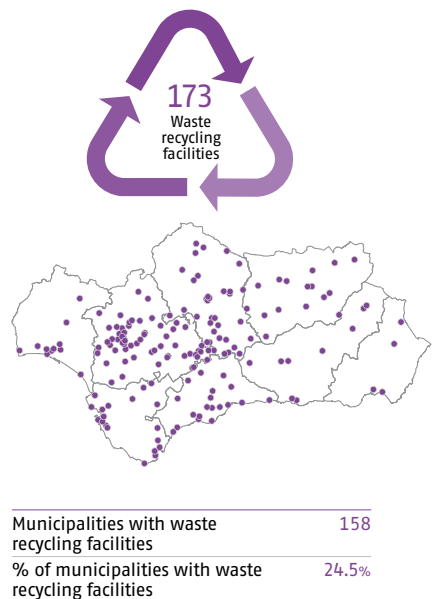 173
Waste
recycling
facilities
Municipalities with waste 158
recycling facilities
% of municipalities with waste 24.5%
recycling facilities